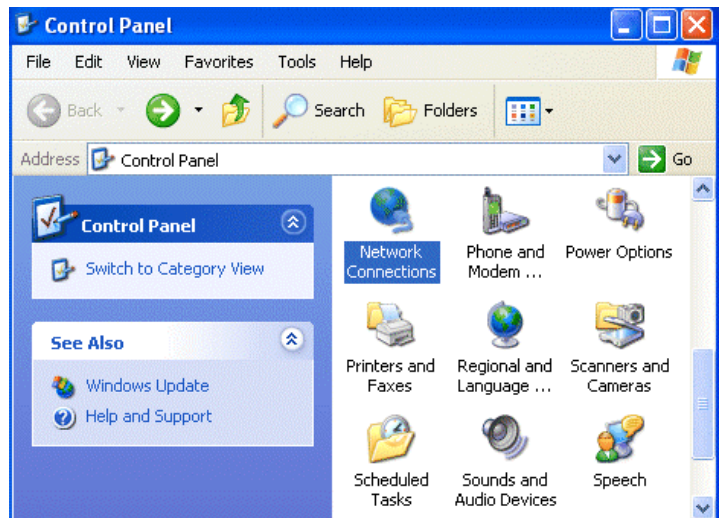 Control Panel
File Edit View Favorites Tools Help
Back Search Folders
Address Control Panel Go
Control Panel
Switch to Category View
See Also
Windows Update
Help and Support
Network Connections
Phone and Modem ...
Power Options
Printers and Faxes
Regional and Language ...
Scanners and Cameras
Scheduled Tasks
Sounds and Audio Devices
Speech